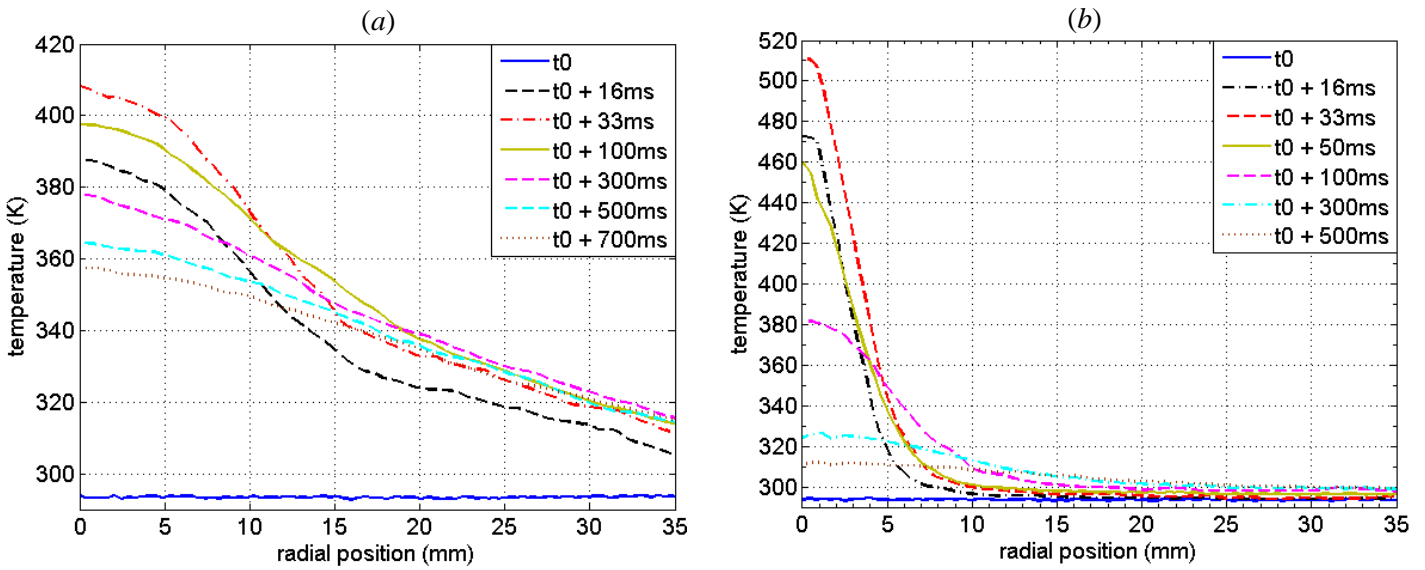 (a)
420
400
380
360
340
320
300
temperature (K)
0 5 10 15 20 25 30 35
radial position (mm)
t0
t0 + 16ms
t0 + 33ms
t0 + 100ms
t0 + 300ms
t0 + 500ms
t0 + 700ms
(b)
520
500
480
460
440
420
400
380
360
340
320
300
temperature (K)
0 5 10 15 20 25 30 35
radial position (mm)
t0
t0 + 16ms
t0 + 33ms
t0 + 50ms
t0 + 100ms
t0 + 300ms
t0 + 500ms